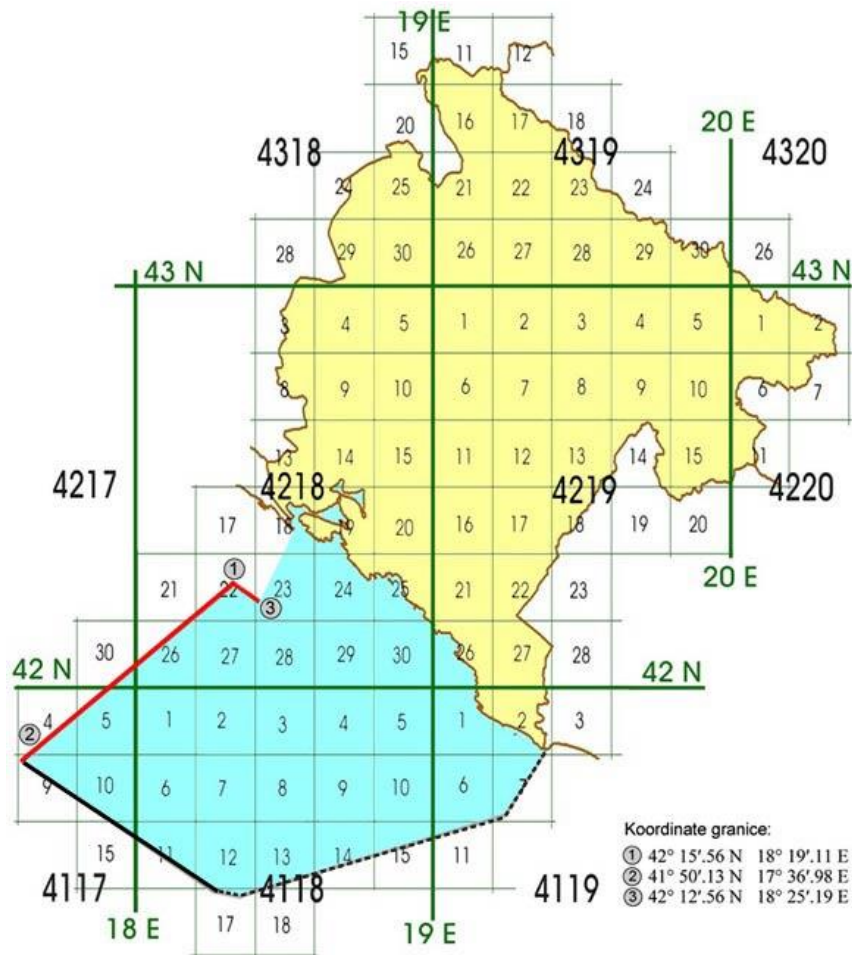 19 E
15 11 12
20 16 17 18
20 E
4318 4319 4320
24 25 21 22 23 24
28 29 30 26 27 28 29 30 26
43 N 43 N
3 4 5 1 2 3 4 5 1 2
8 9 10 6 7 8 9 10 6 7
13 14 15 11 12 13 14 15 11
4217 4218 4219 4220
17 18 19 20 16 17 18 19 20
1
20 E
21 22 23 24 25 21 22 23
3
30 26 27 28 29 30 26 27 28
42 N 42 N
4 5 1 2 3 4 5 1 2 3
2
9 10 6 7 8 9 10 6 7
Koordinate granice:
1 42° 15′.56 N 18° 19′.11 E
2 41° 50′.13 N 17° 36′.98 E
3 42° 12′.56 N 18° 25′.19 E
15 11 12 13 14 15 11
4117 4118 4119
17 18
18 E 19 E